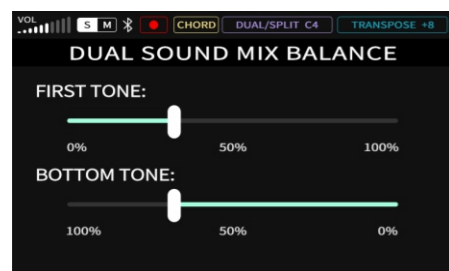 VOL S M CHORD DUAL/SPLIT C4 TRANSPOSE +8
DUAL SOUND MIX BALANCE
FIRST TONE:
0% 50% 100%
BOTTOM TONE:
100% 50% 0%